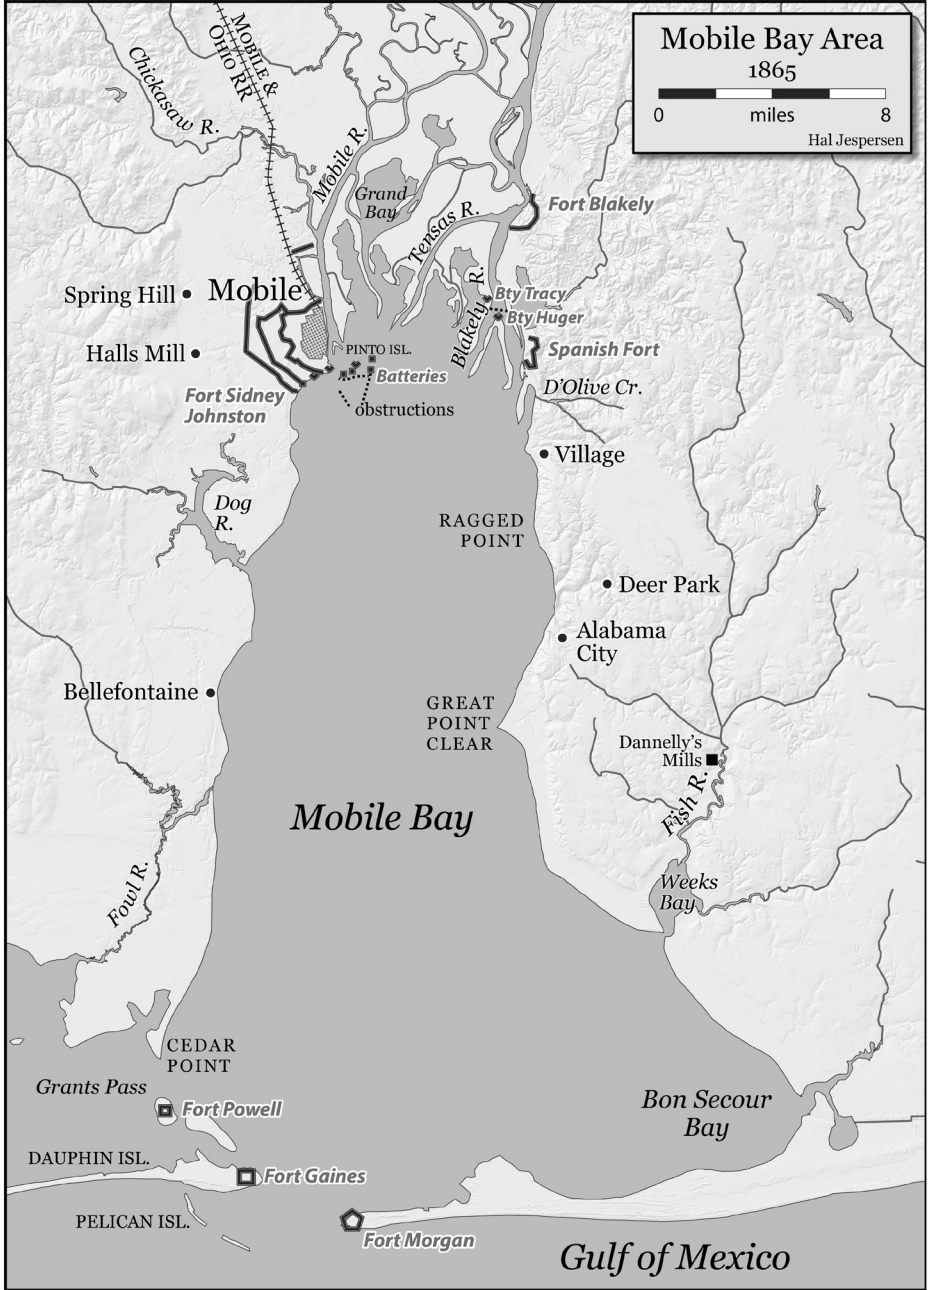 Mobile Bay Area
1865
0 miles 8
Hal Jespersen
MOBILE &
OHIO RR
Chickasaw R.
Mobile R.
Grand
Bay
Tensas R.
Fort Blakely
Spring Hill
Mobile
Blakely R.
Bty Tracy
Bty Huger
Halls Mill
PINTO ISL.
Batteries
Spanish Fort
Fort Sidney
Johnston
obstructions
D'Olive Cr.
Village
Dog
R.
RAGGED
POINT
Deer Park
Alabama
City
Bellefontaine
GREAT
POINT
CLEAR
Dannelly's
Mills
Fish R.
Mobile Bay
Fowl R.
Weeks
Bay
CEDAR
POINT
Grants Pass
Fort Powell
Bon Secour
Bay
DAUPHIN ISL.
Fort Gaines
PELICAN ISL.
Fort Morgan
Gulf of Mexico